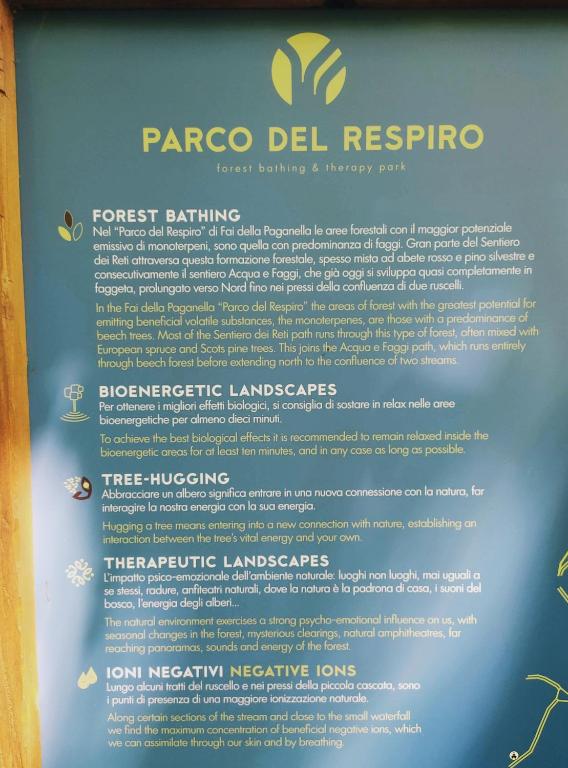 PARCO DEL RESPIRO
forest bathing & therapy park
FOREST BATHING
Nel "Parco del Respiro" di Fai della Paganella le aree forestali con il maggior potenziale
emissivo di monoterpeni, sono quella con predominanza di faggi. Gran parte del Sentiero
dei Reti attraversa questa formazione forestale, spesso mista ad abete rosso e pino silvestre e
consecutivamente il sentiero Acqua e Faggi, che già oggi si sviluppa quasi completamente in
faggeta, prolungato verso Nord fino nei pressi della confluenza di due ruscelli.
In the Fai della Paganella "Parco del Respiro" the areas of forest with the greatest potential for
emitting beneficial volatile substances, the monoterpenes, are those with a predominance of
beech trees. Most of the Sentiero dei Reti path runs through this type of forest, often mixed with
European spruce and Scots pine trees. This joins the Acqua e Faggi path, which runs entirely
through beech forest before extending north to the confluence of two streams.
BIOENERGETIC LANDSCAPES
Per ottenere i migliori effetti biologici, si consiglia di sostare in relax nelle aree
bioenergetiche per almeno dieci minuti.
To achieve the best biological effects it is recommended to remain relaxed inside the
bioenergetic areas for at least ten minutes, and in any case as long as possible.
TREE-HUGGING
Abbracciare un albero significa entrare in una nuova connessione con la natura, far
interagire la nostra energia con la sua energia.
Hugging a tree means entering into a new connection with nature, establishing an
interaction between the tree's vital energy and your own.
THERAPEUTIC LANDSCAPES
L'impatto psico-emozionale dell'ambiente naturale: luoghi non luoghi, mai uguali a
se stessi, radure, anfiteatri naturali, dove la natura è la padrona di casa, i suoni del
bosco, l'energia degli alberi...
The natural environment exercises a strong psycho-emotional influence on us, with
seasonal changes in the forest, mysterious clearings, natural amphitheatres, far
reaching panoramas, sounds and energy of the forest.
IONI NEGATIVI NEGATIVE IONS
Lungo alcuni tratti del ruscello e nei pressi della piccola cascata, sono
i punti di presenza di una maggiore ionizzazione naturale.
Along certain sections of the stream and close to the small waterfall
we find the maximum concentration of beneficial negative ions, which
we can assimilate through our skin and by breathing.